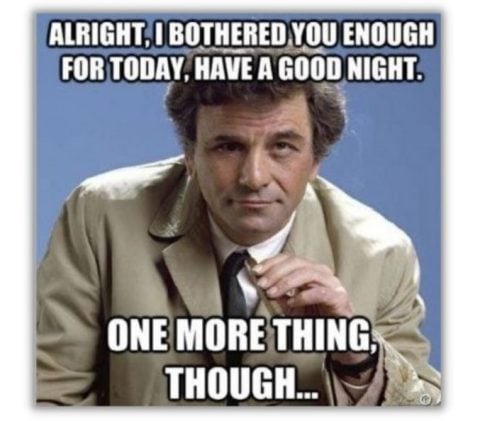 ALRIGHT, I BOTHERED YOU ENOUGH
FOR TODAY, HAVE A GOOD NIGHT.
ONE MORE THING,
THOUGH...